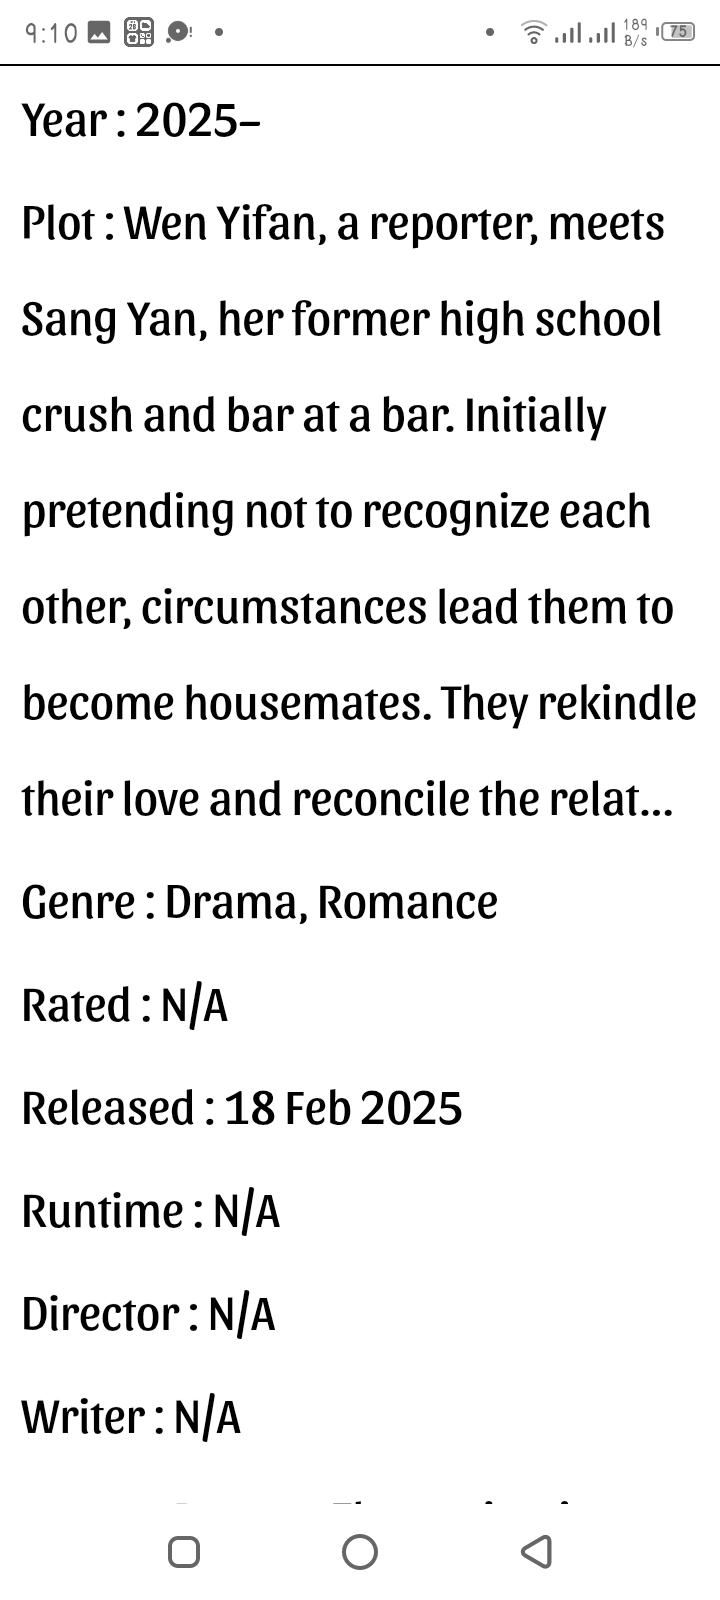 9:10
189
B/s
75
Year : 2025–
Plot : Wen Yifan, a reporter, meets
Sang Yan, her former high school
crush and bar at a bar. Initially
pretending not to recognize each
other, circumstances lead them to
become housemates. They rekindle
their love and reconcile the relat...
Genre : Drama, Romance
Rated : N/A
Released : 18 Feb 2025
Runtime : N/A
Director : N/A
Writer : N/A